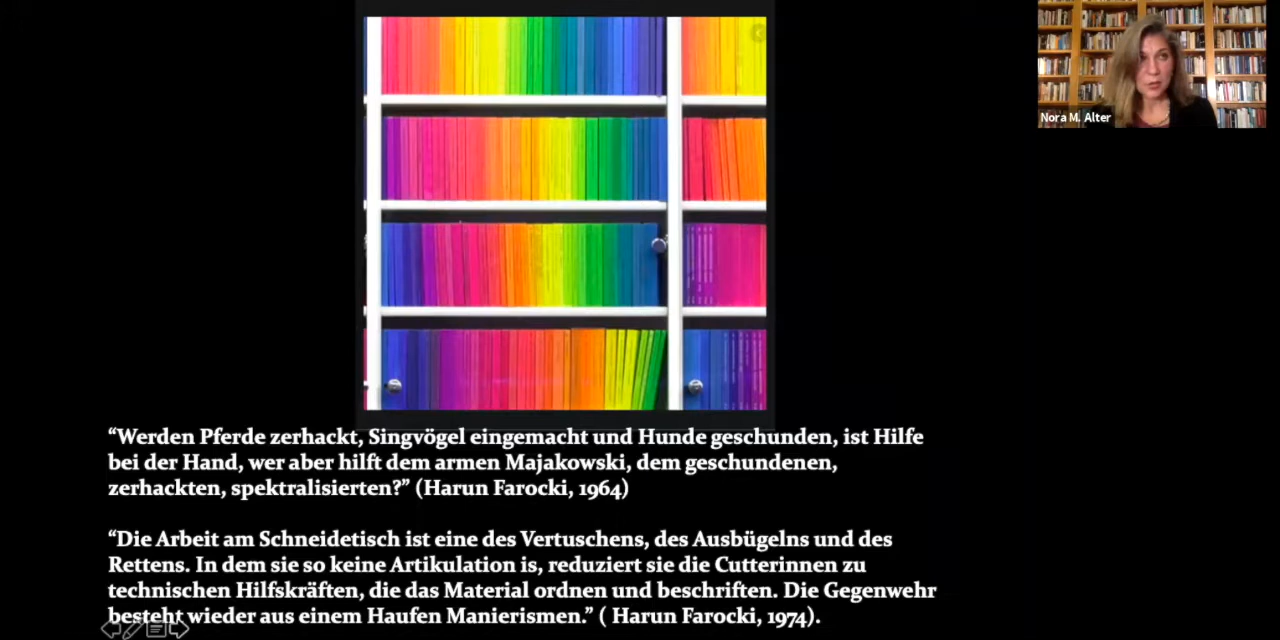 Nora M. Alter
“Werden Pferde zerhackt, Singvögel eingemacht und Hunde geschunden, ist Hilfe
bei der Hand, wer aber hilft dem armen Majakowski, dem geschundenen,
zerhackten, spektralisierten?” (Harun Farocki, 1964)
“Die Arbeit am Schneidetisch ist eine des Vertuschens, des Ausbügelns und des
Rettens. In dem sie so keine Artikulation is, reduziert sie die Cutterinnen zu
technischen Hilfskräften, die das Material ordnen und beschriften. Die Gegenwehr
besteht wieder aus einem Haufen Manierismen.” ( Harun Farocki, 1974).